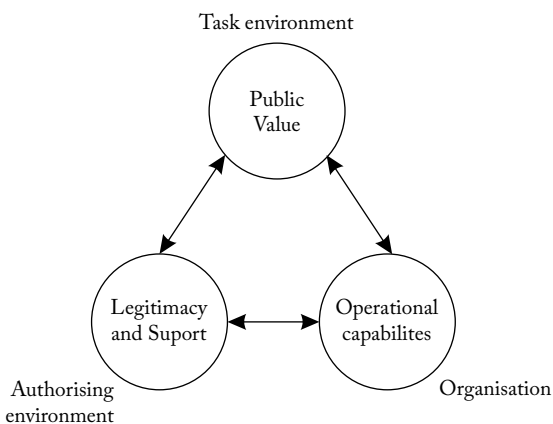 Task environment
Public
Value
Legitimacy
and Suport
Operational
capabilites
Authorising
environment
Organisation